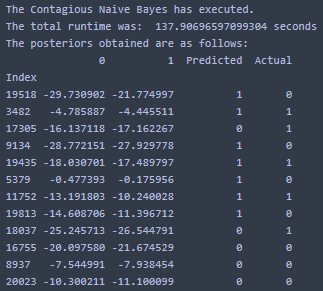 The Contagious Naive Bayes has executed.
The total runtime was:  137.90696597099304 seconds
The posteriors obtained are as follows:
0 1 Predicted Actual
Index
19518 -29.730902 -21.774997 1 0
3482 -4.785887 -4.445511 1 1
17305 -16.137118 -17.162267 0 1
9134 -28.772151 -27.929778 1 0
19435 -18.030701 -17.489797 1 1
5379 -0.477393 -0.175956 1 0
11752 -13.191803 -10.240028 1 1
19813 -14.608706 -11.396712 1 0
18037 -25.245713 -26.544791 0 1
16755 -20.097580 -21.674529 0 0
8937 -7.544991 -7.938454 0 0
20023 -10.300211 -11.100099 0 0